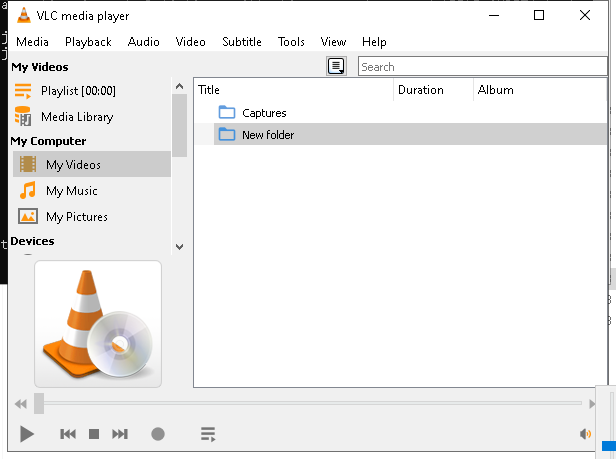 VLC media player
Media Playback Audio Video Subtitle Tools View Help
My Videos
Search
Playlist [00:00]
Media Library
My Computer
My Videos
My Music
My Pictures
Devices
Title Duration Album
Captures
New folder